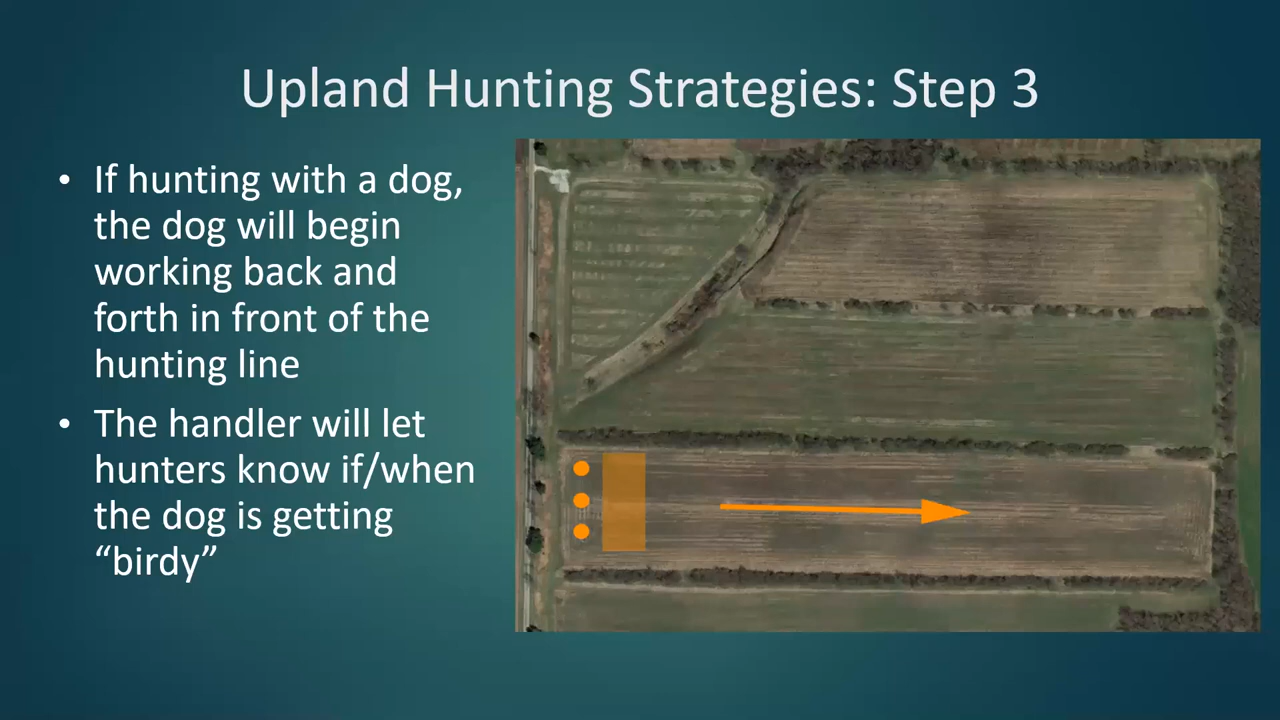 Upland Hunting Strategies: Step 3
• If hunting with a dog,
the dog will begin
working back and
forth in front of the
hunting line
• The handler will let
hunters know if/when
the dog is getting
“birdy”